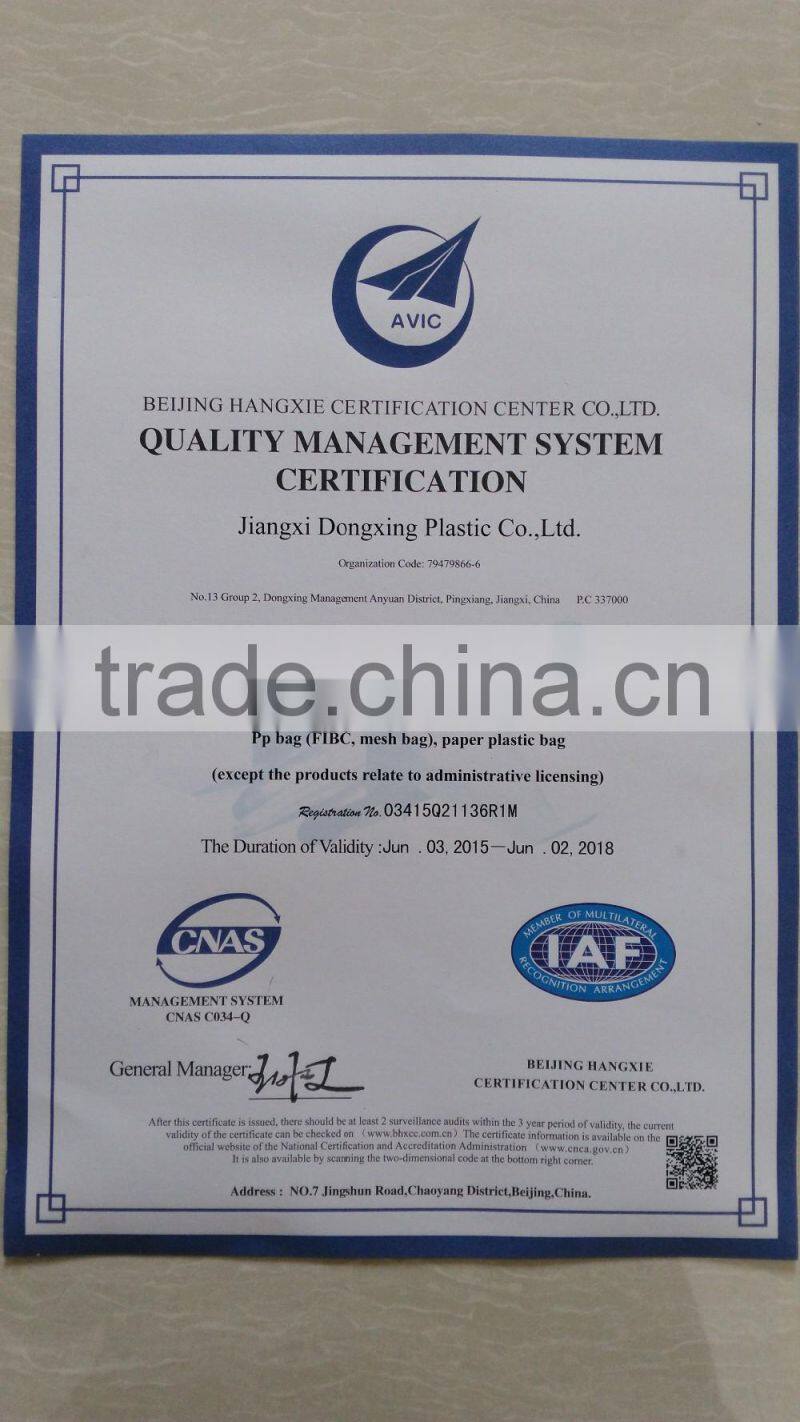 AVIC
BEIJING HANGXIE CERTIFICATION CENTER CO.,LTD.
QUALITY MANAGEMENT SYSTEM
CERTIFICATION
Jiangxi Dongxing Plastic Co.,Ltd.
Organization Code: 79479866-6
No.13 Group 2, Dongxing Management Anyuan District, Pingxiang, Jiangxi, China P.C 337000
trade.china.cn
Pp bag (FIBC, mesh bag), paper plastic bag
(except the products relate to administrative licensing)
Registration No. 03415Q21136R1M
The Duration of Validity :Jun . 03, 2015—Jun . 02, 2018
CNAS
MANAGEMENT SYSTEM
CNAS C034-Q
MEMBER OF MULTILATERAL
IAF
RECOGNITION ARRANGEMENT
General Manager:
BEIJING HANGXIE
CERTIFICATION CENTER CO.,LTD.
After this certificate is issued, there should be at least 2 surveillance audits within the 3 year period of validity, the current
validity of the certificate can be checked on （www.bhxcc.com.cn）The certificate information is available on the
official website of the National Certification and Accreditation Administration （www.cnca.gov.cn）
It is also available by scanning the two-dimensional code at the bottom right corner.
Address : NO.7 Jingshun Road,Chaoyang District,Beijing,China.